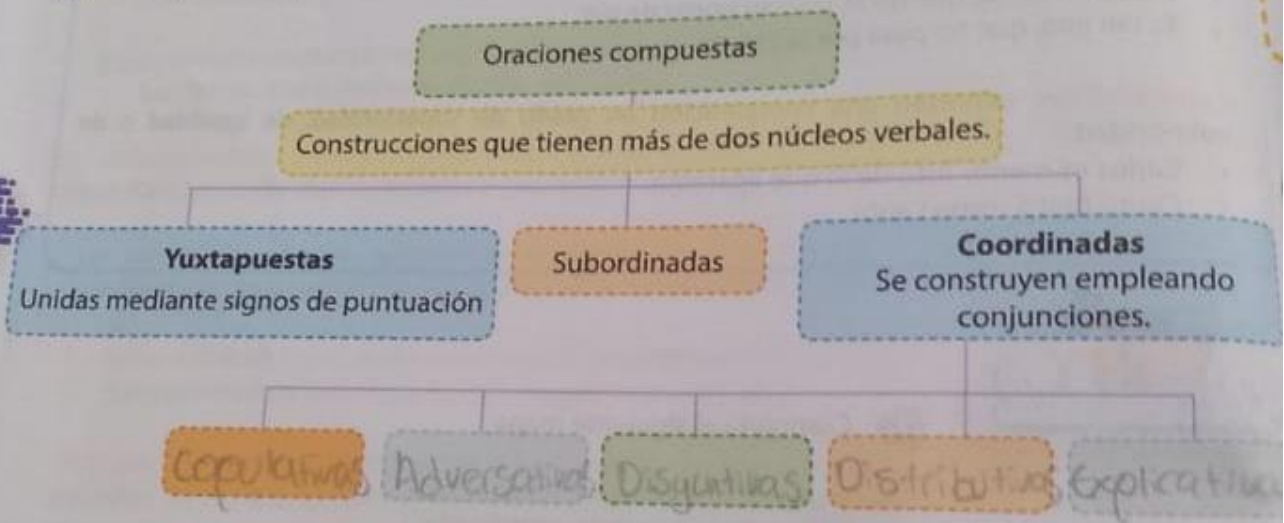 Oraciones compuestas
Construcciones que tienen más de dos núcleos verbales.
Yuxtapuestas
Unidas mediante signos de puntuación
Subordinadas
Coordinadas
Se construyen empleando
conjunciones.
Copulativas
Adversativas
Disyuntivas
Distributivas
Explicativas